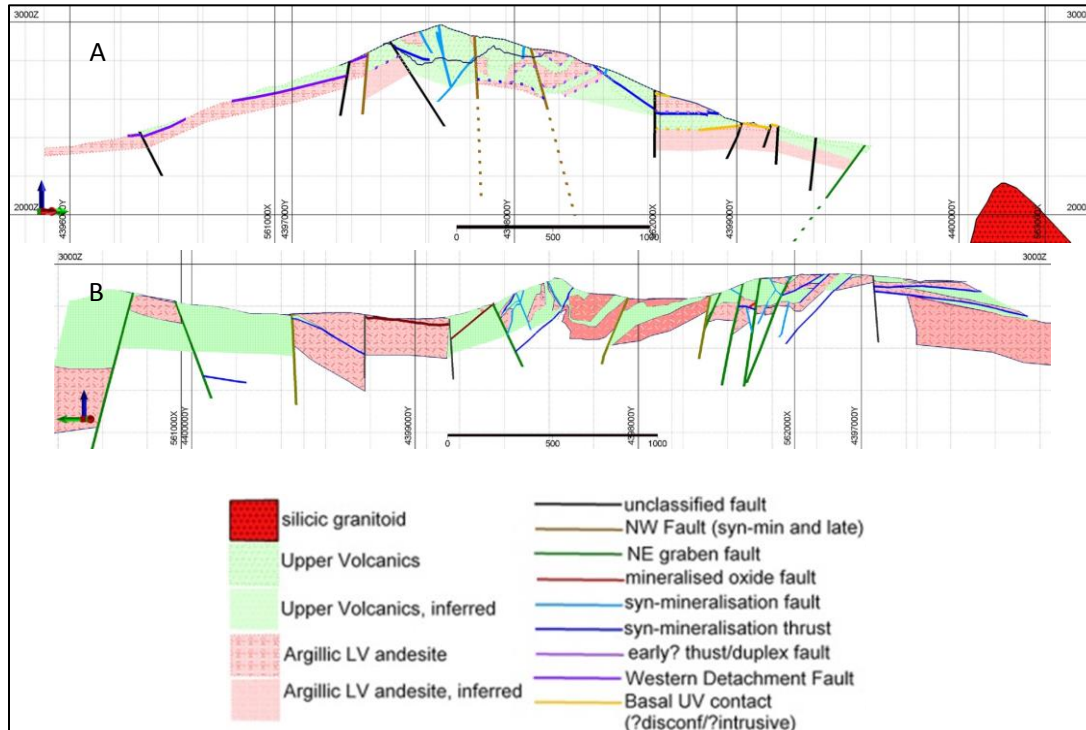 3000Z
3000Z
A
2000Z
2000Z
4396000Y
561000X
4397000Y
4398000Y
562000X
4399000Y
4400000Y
563000X
0
500
1000
3000Z
3000Z
B
561000X
4400000Y
4399000Y
4398000Y
562000X
4397000Y
0
500
1000
silicic granitoid
Upper Volcanics
Upper Volcanics, inferred
Argillic LV andesite
Argillic LV andesite, inferred
unclassified fault
NW Fault (syn-min and late)
NE graben fault
mineralised oxide fault
syn-mineralisation fault
syn-mineralisation thrust
early? thust/duplex fault
Western Detachment Fault
Basal UV contact
(?disconf/?intrusive)